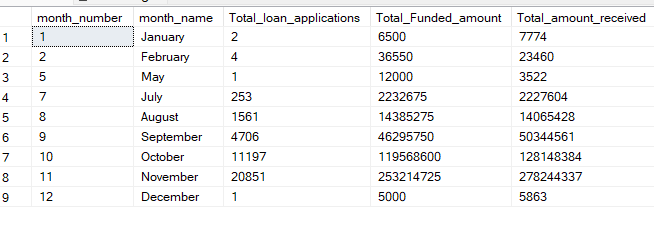 month_number month_name Total_loan_applications Total_Funded_amount Total_amount_received
1 1 January 2 6500 7774
2 2 February 4 36550 23460
3 5 May 1 12000 3522
4 7 July 253 2232675 2227604
5 8 August 1561 14385275 14065428
6 9 September 4706 46295750 50344561
7 10 October 11197 119568600 128148384
8 11 November 20851 253214725 278244337
9 12 December 1 5000 5863